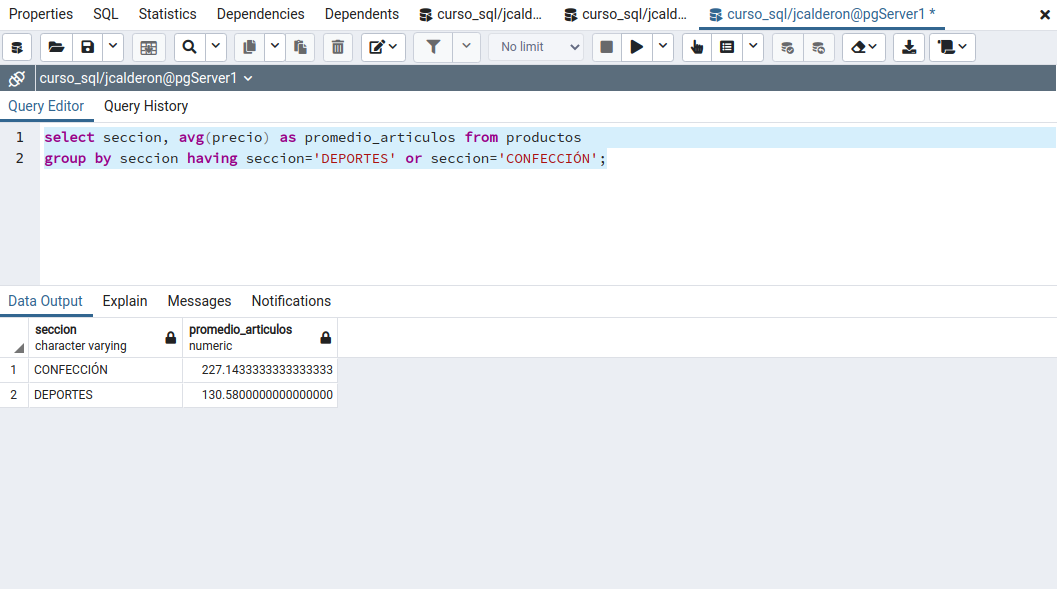 Properties SQL Statistics Dependencies Dependents curso_sql/jcald... curso_sql/jcald... curso_sql/jcalderon@pgServer1 *
No limit
curso_sql/jcalderon@pgServer1
Query Editor Query History
1 select seccion, avg(precio) as promedio_articulos from productos
2 group by seccion having seccion='DEPORTES' or seccion='CONFECCIÓN';
Data Output Explain Messages Notifications
seccion promedio_articulos
character varying numeric
1 CONFECCIÓN 227.1433333333333333
2 DEPORTES 130.5800000000000000